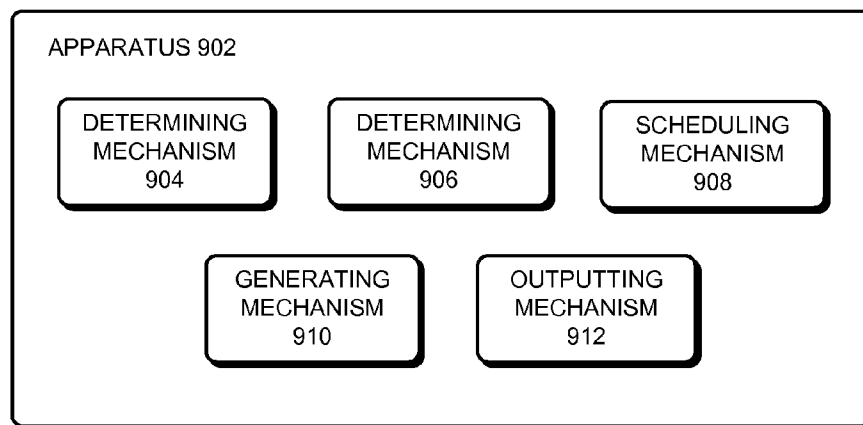 APPARATUS 902
DETERMINING
MECHANISM
904
DETERMINING
MECHANISM
906
SCHEDULING
MECHANISM
908
GENERATING
MECHANISM
910
OUTPUTTING
MECHANISM
912